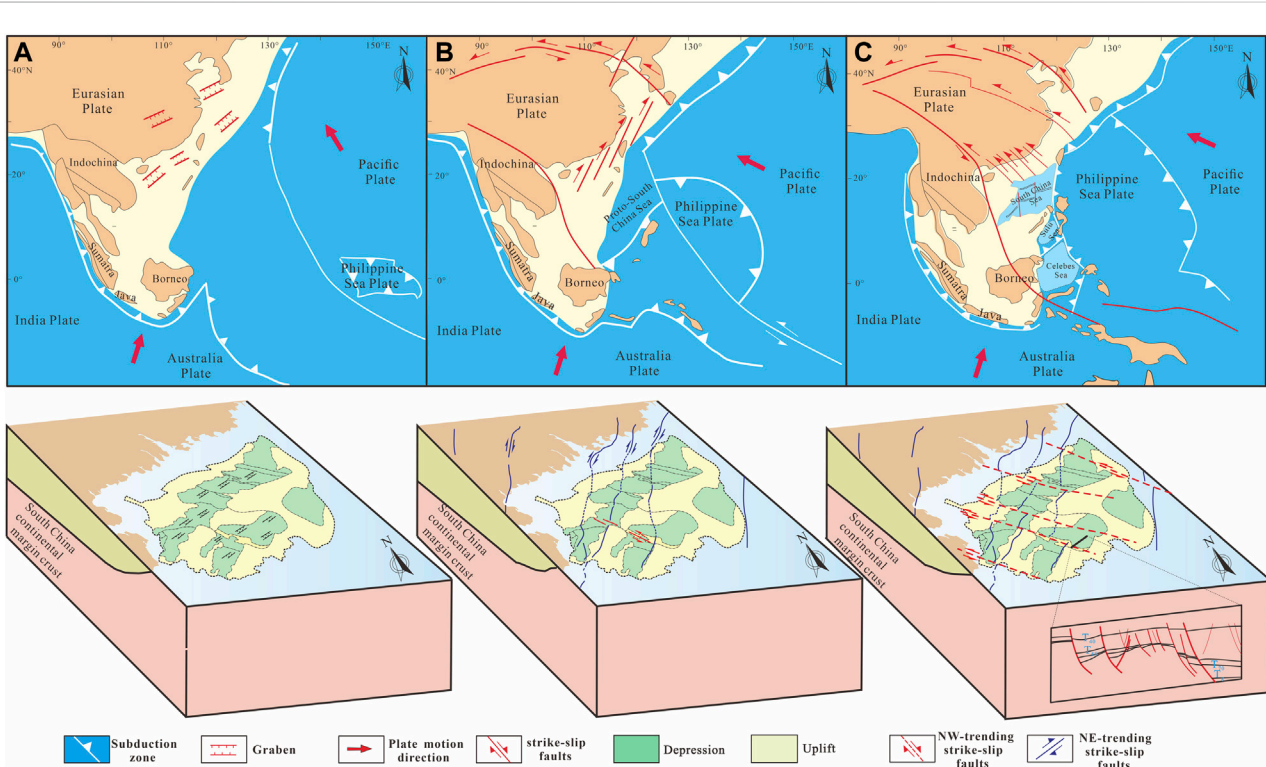 A
90°
110°
130°
150°E
N
40°N
Eurasian
Plate
Indochina
20°
Pacific
Plate
Sumatra
Philippine
Sea Plate
0°
Borneo
Java
India Plate
Australia
Plate
B
90°
110°
130°
150°E
N
40°N
Eurasian
Plate
Indochina
20°
Pacific
Plate
Proto-South
China Sea
Philippine
Sea Plate
Sumatra
0°
Borneo
Java
India Plate
Australia
Plate
C
90°
130°
150°E
N
40°N
Eurasian
Plate
Indochina
20°
South China
Sea
Philippine
Sea Plate
Pacific
Plate
Sulu
Sea
Sumatra
Celebes
Sea
0°
Borneo
Java
India Plate
Australia
Plate
South China
continental
margin crust
N
South China
continental
margin crust
N
South China
continental
margin crust
N
Subduction
zone
Graben
Plate motion
direction
strike-slip
faults
Depression
Uplift
NW-trending
strike-slip
faults
NE-trending
strike-slip
faults